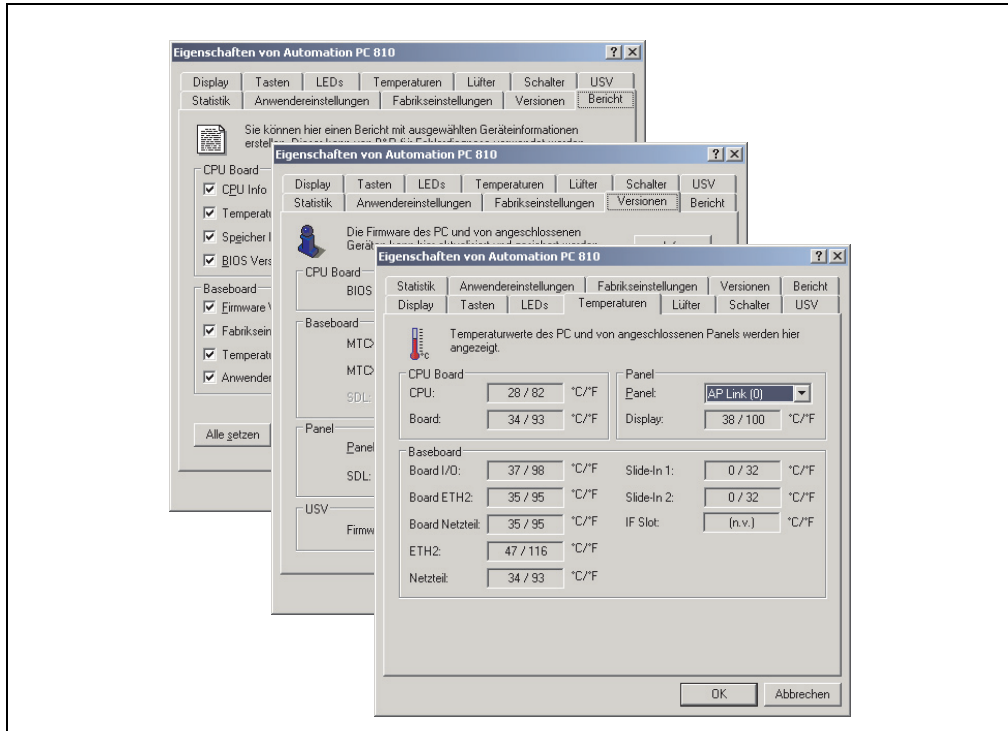 Eigenschaften von Automation PC 810
Display Tasten LEDs Temperaturen Lüfter Schalter USV
Statistik Anwendereinstellungen Fabrikseinstellungen Versionen Bericht
Sie können hier einen Bericht mit ausgewählten Geräteinformationen
CPU Board
CPU Info
Temperatu
Speicher I
BIOS Vers
Baseboard
Firmware V
Fabriksein
Temperatu
Anwender
Alle setzen
Eigenschaften von Automation PC 810
Display Tasten LEDs Temperaturen Lüfter Schalter USV
Statistik Anwendereinstellungen Fabrikseinstellungen Versionen Bericht
Die Firmware des PC und von angeschlossenen
CPU Board
BIOS
Baseboard
MTC
MTC
SDL:
Panel
Panel
SDL:
USV
Firmw
Eigenschaften von Automation PC 810
Statistik Anwendereinstellungen Fabrikseinstellungen Versionen Bericht
Display Tasten LEDs Temperaturen Lüfter Schalter USV
Temperaturwerte des PC und von angeschlossenen Panels werden hier
angezeigt.
CPU Board
CPU: 28 / 82 °C/°F
Board: 34 / 93 °C/°F
Panel
Panel: AP Link (0)
Display: 38 / 100 °C/°F
Baseboard
Board I/O: 37 / 98 °C/°F
Board ETH2: 35 / 95 °C/°F
Board Netzteil: 35 / 95 °C/°F
ETH2: 47 / 116 °C/°F
Netzteil: 34 / 93 °C/°F
Slide-In 1: 0 / 32 °C/°F
Slide-In 2: 0 / 32 °C/°F
IF Slot: (n.v.) °C/°F
OK Abbrechen